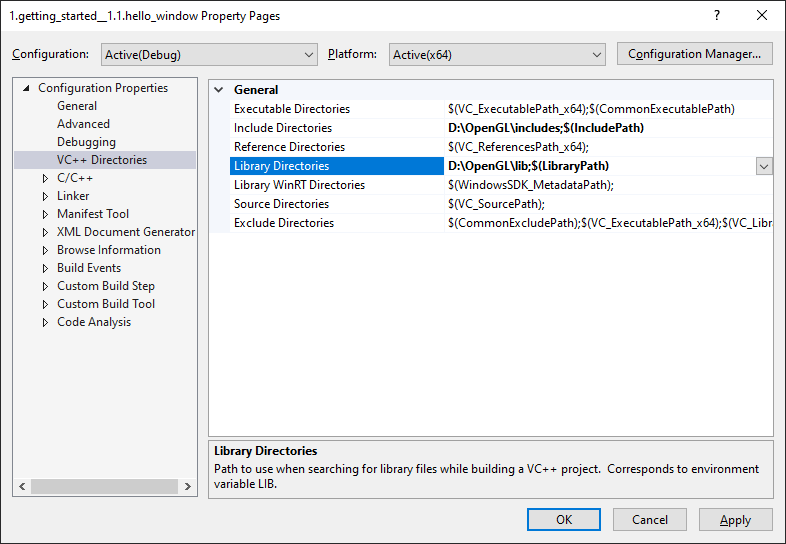 1.getting_started__1.1.hello_window Property Pages
?
Configuration: Active(Debug) Platform: Active(x64) Configuration Manager...
Configuration Properties
General
Advanced
Debugging
VC++ Directories
C/C++
Linker
Manifest Tool
XML Document Generator
Browse Information
Build Events
Custom Build Step
Custom Build Tool
Code Analysis
General
Executable Directories $(VC_ExecutablePath_x64);$(CommonExecutablePath)
Include Directories D:\OpenGL\includes;$(IncludePath)
Reference Directories $(VC_ReferencesPath_x64);
Library Directories D:\OpenGL\lib;$(LibraryPath)
Library WinRT Directories $(WindowsSDK_MetadataPath);
Source Directories $(VC_SourcePath);
Exclude Directories $(CommonExcludePath);$(VC_ExecutablePath_x64);$(VC_Libr
Library Directories
Path to use when searching for library files while building a VC++ project. Corresponds to environment
variable LIB.
OK Cancel Apply